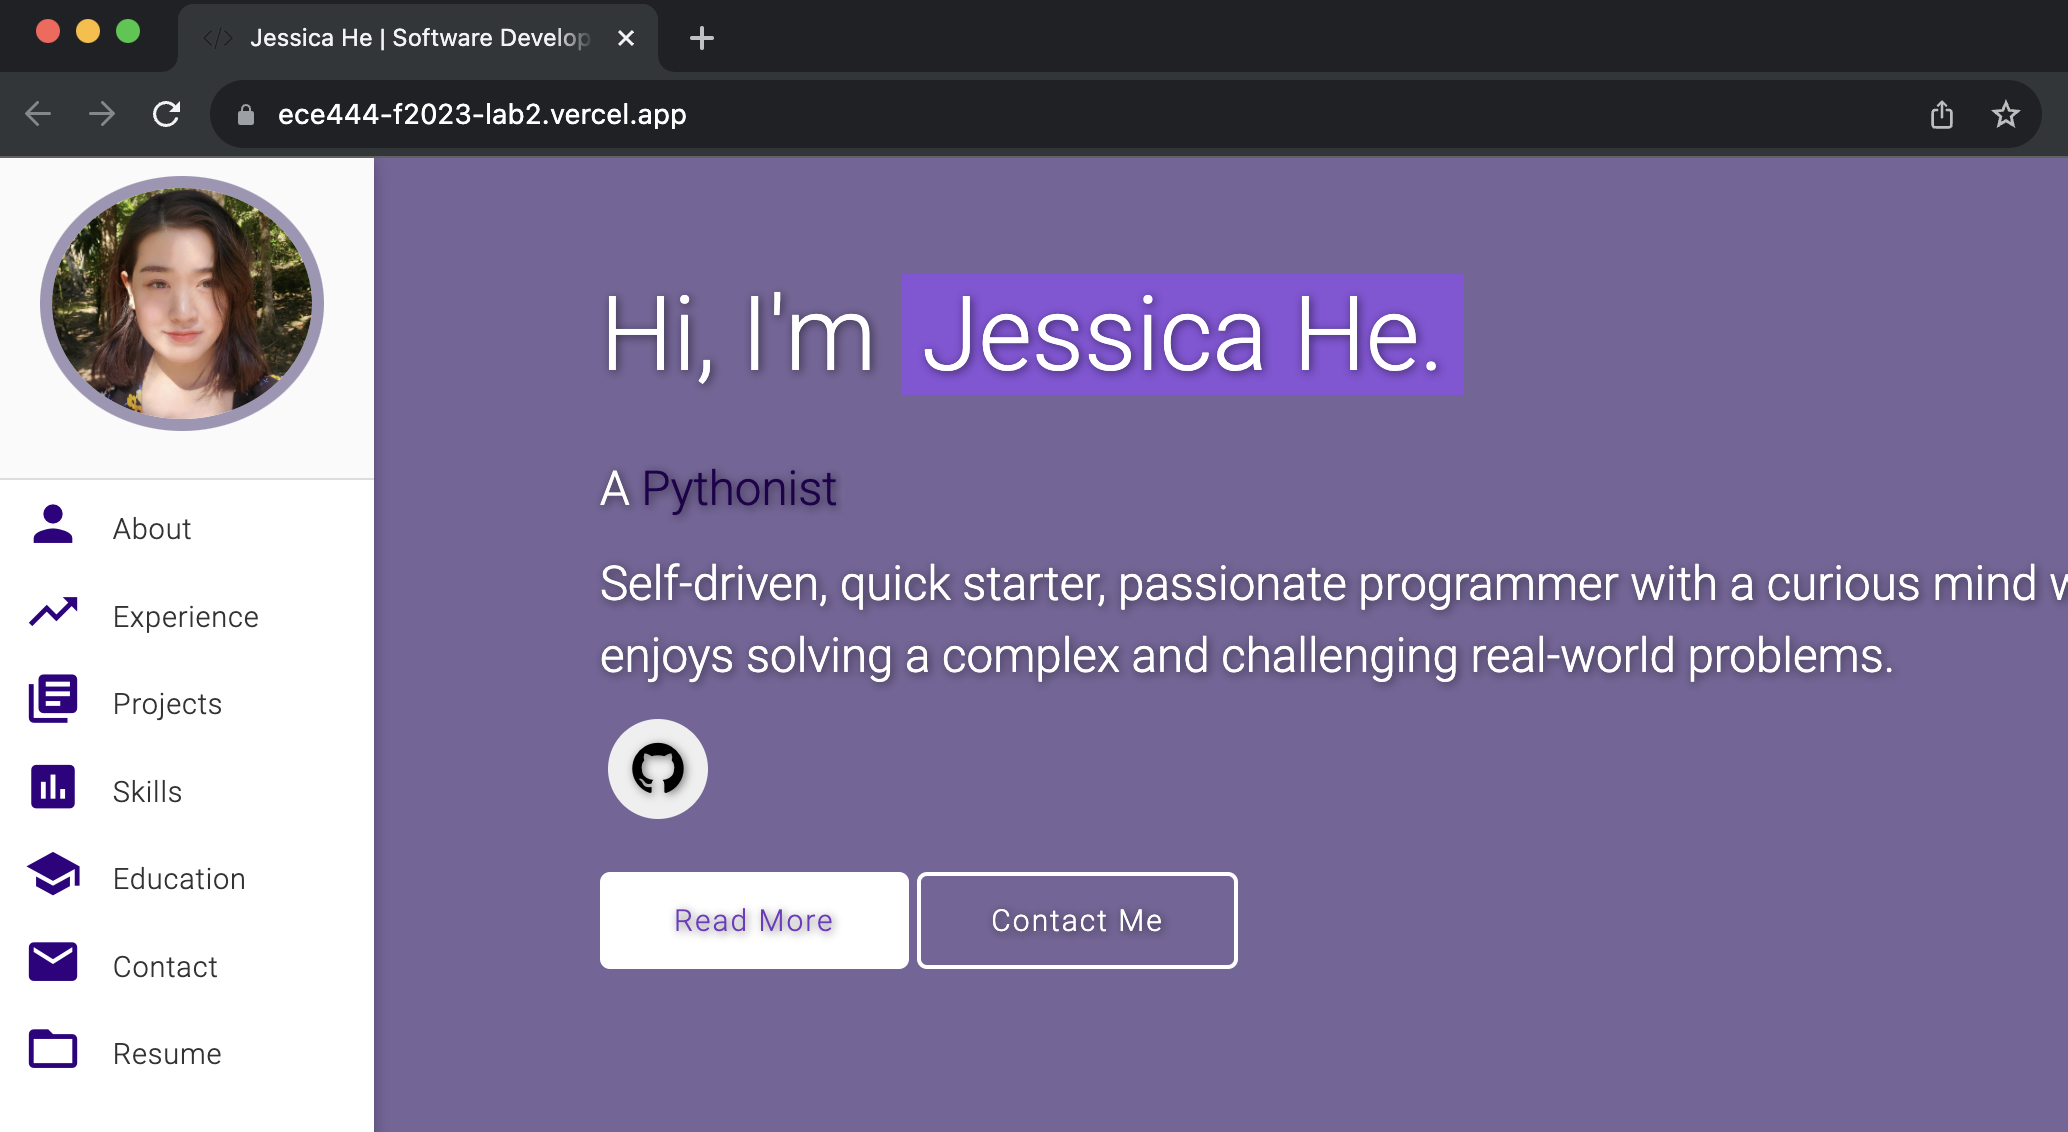 Jessica He | Software Develop
ece444-f2023-lab2.vercel.app
Hi, I'm Jessica He.
A Pythonist
Self-driven, quick starter, passionate programmer with a curious mind
enjoys solving a complex and challenging real-world problems.
Read More
Contact Me
About
Experience
Projects
Skills
Education
Contact
Resume